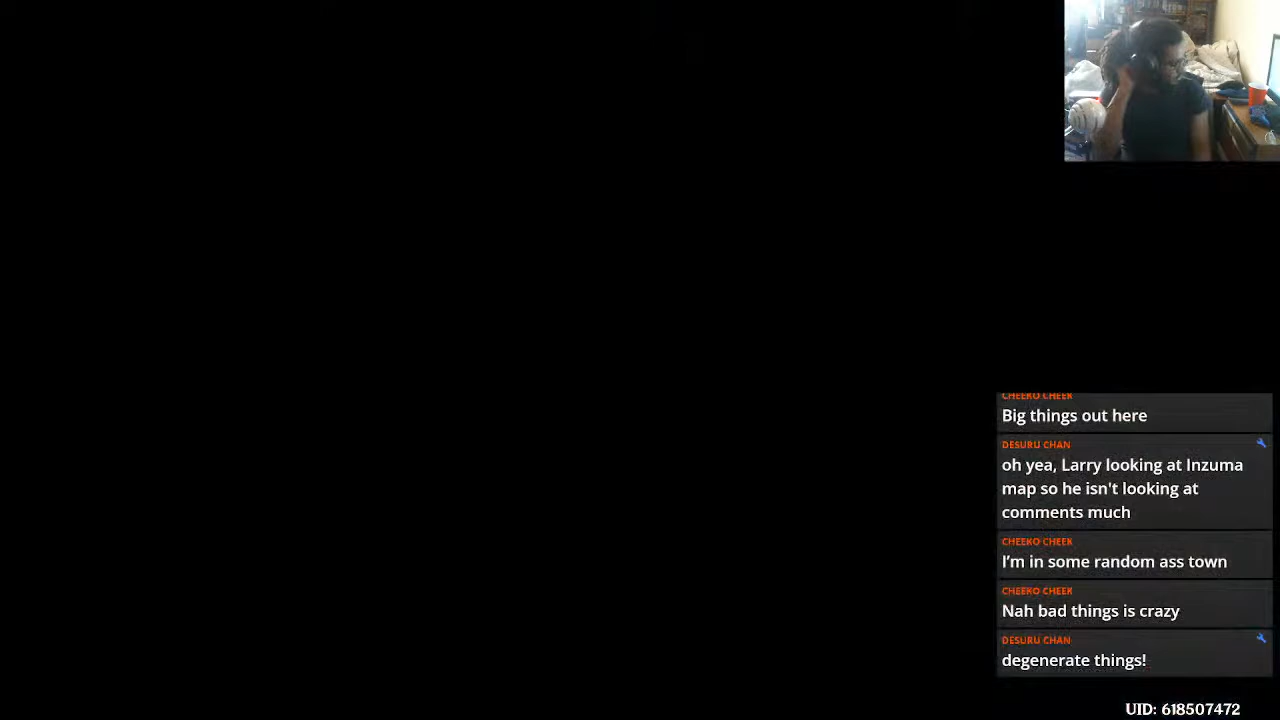 CHEEKO CHEEK
Big things out here
DESURU CHAN
oh yea, Larry looking at Inzuma
map so he isn't looking at
comments much
CHEEKO CHEEK
I'm in some random ass town
CHEEKO CHEEK
Nah bad things is crazy
DESURU CHAN
degenerate things!
UID: 618507472